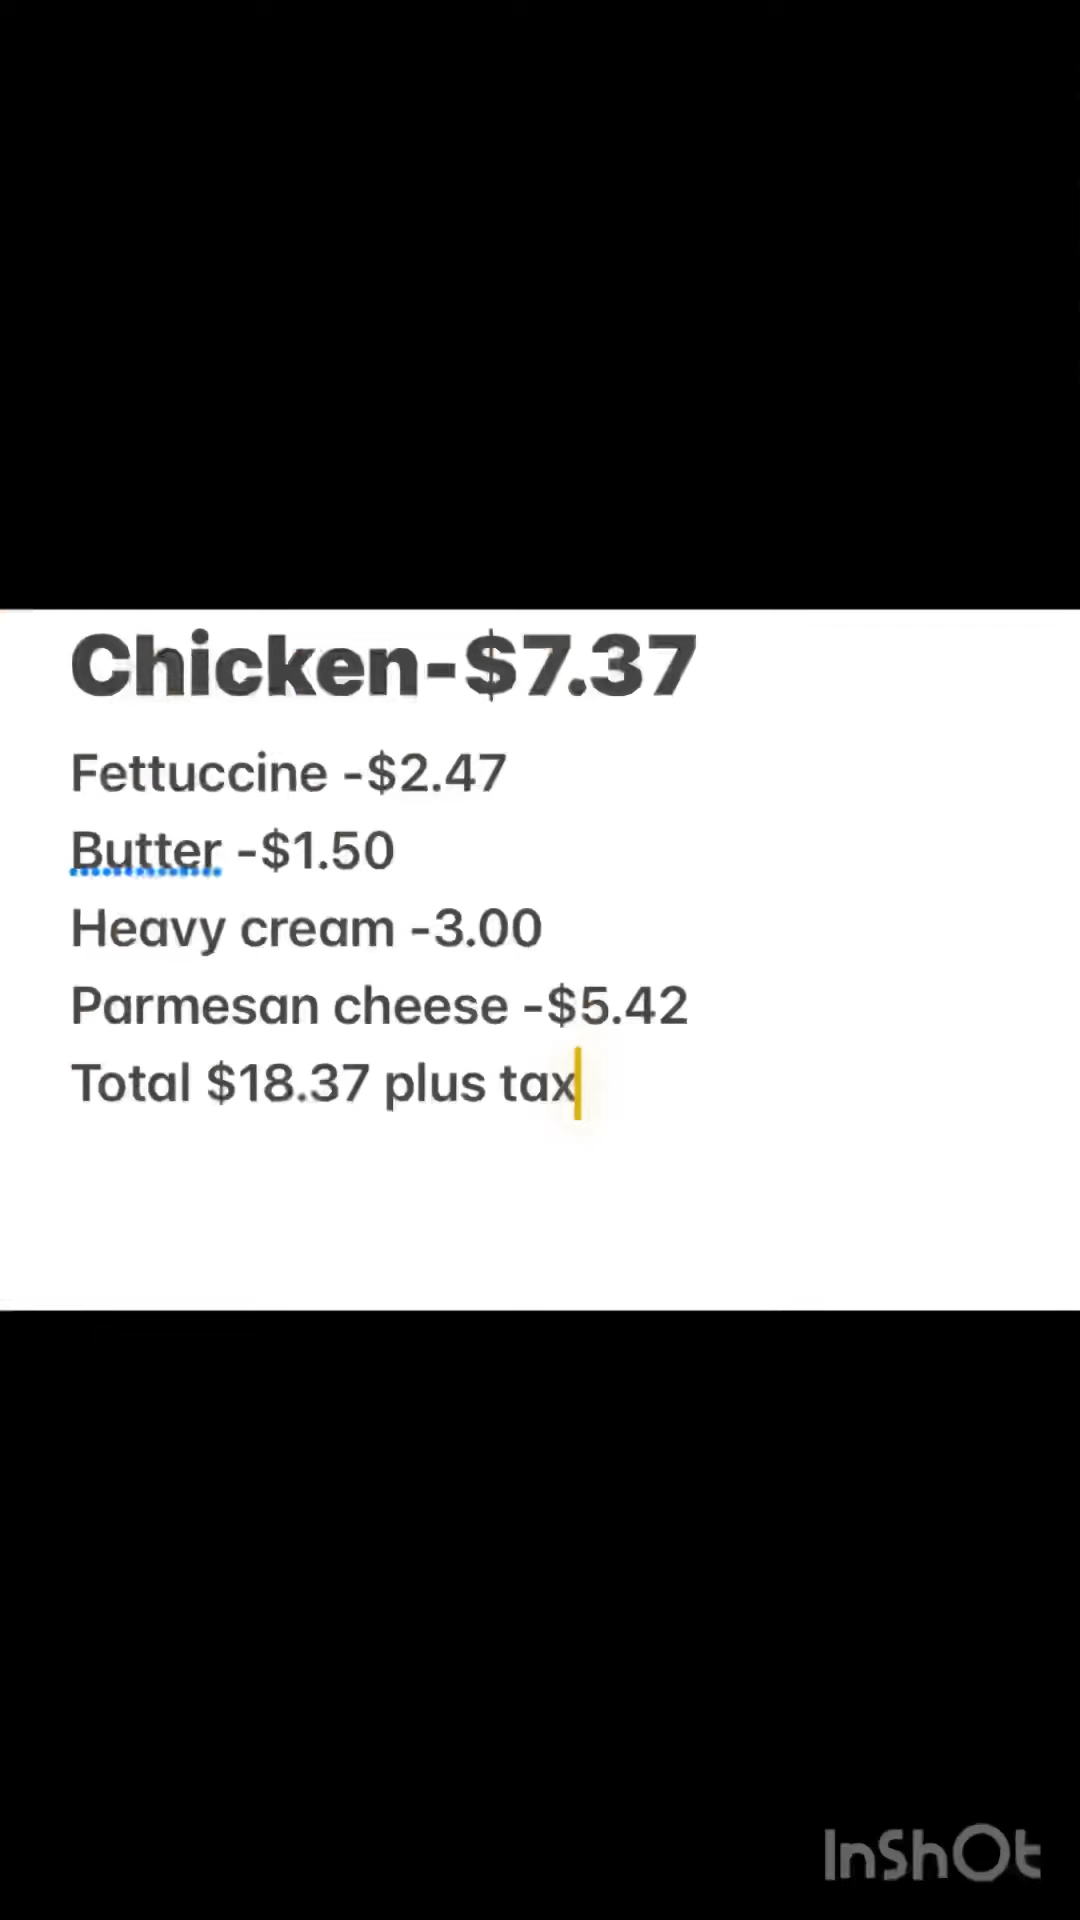 Chicken-$7.37
Fettuccine -$2.47
Butter -$1.50
Heavy cream -3.00
Parmesan cheese -$5.42
Total $18.37 plus tax
InShOt